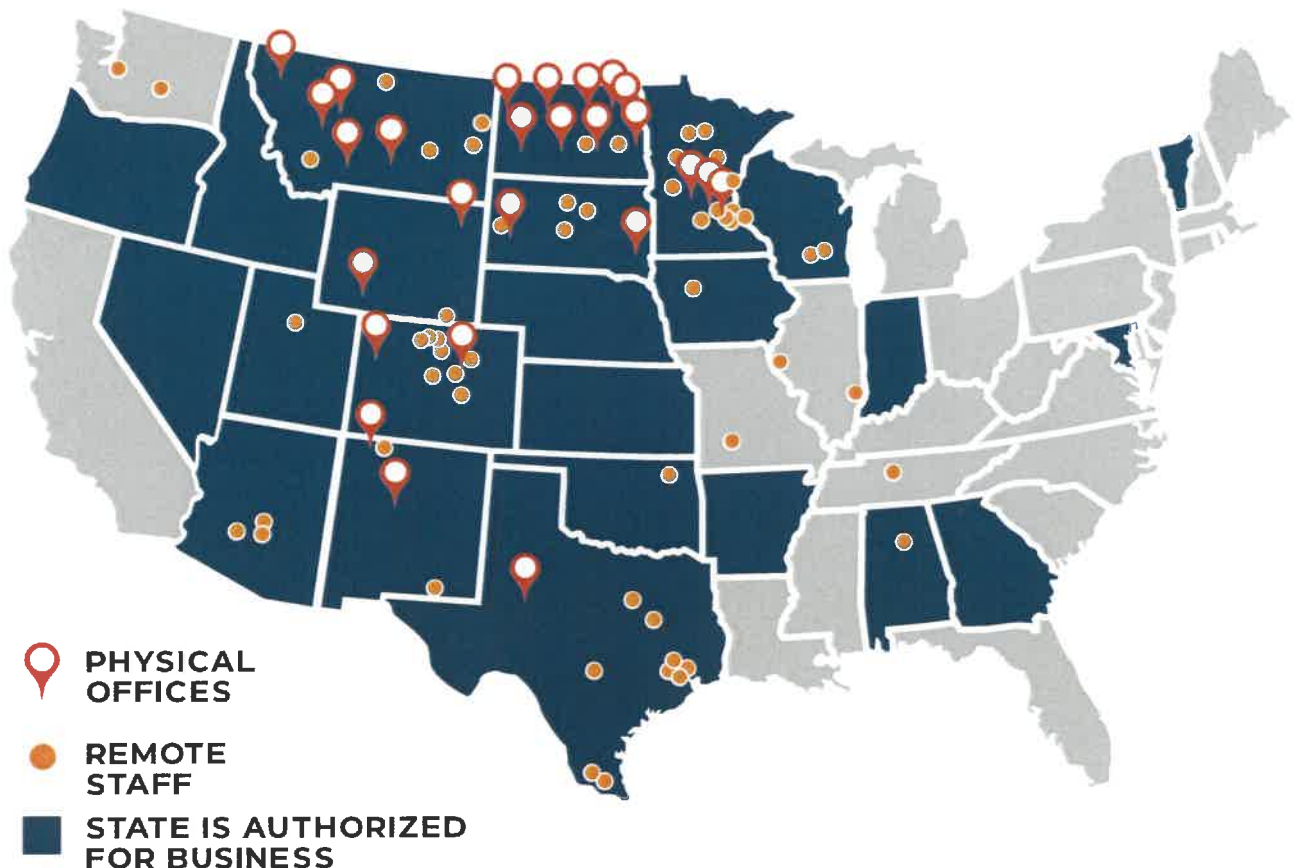 PHYSICAL
OFFICES
REMOTE
STAFF
STATE IS AUTHORIZED
FOR BUSINESS